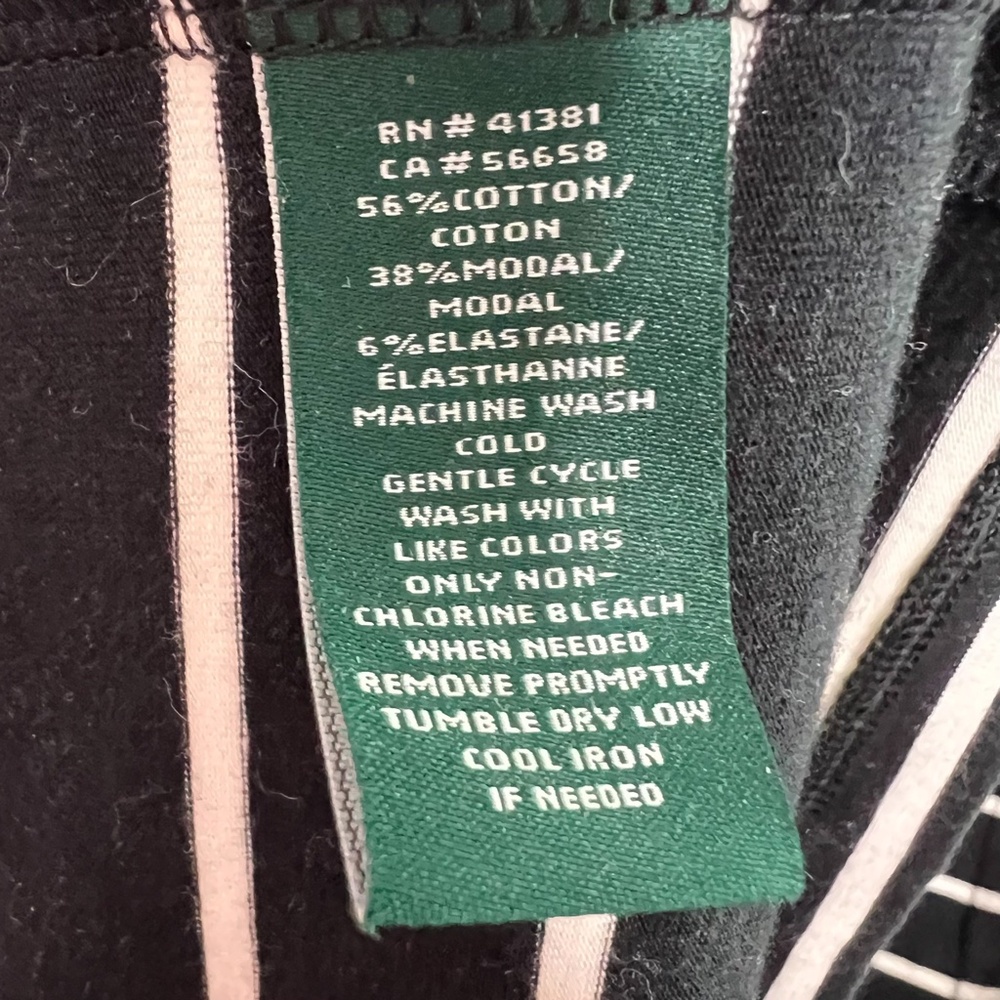 RN # 41381
CA # 56658
56%COTTON/
COTON
38%MODAL/
MODAL
6%ELASTANE/
ÉLASTHANNE
MACHINE WASH
COLD
GENTLE CYCLE
WASH WITH
LIKE COLORS
ONLY NON-
CHLORINE BLEACH
WHEN NEEDED
REMOVE PROMPTLY
TUMBLE DRY LOW
COOL IRON
IF NEEDED